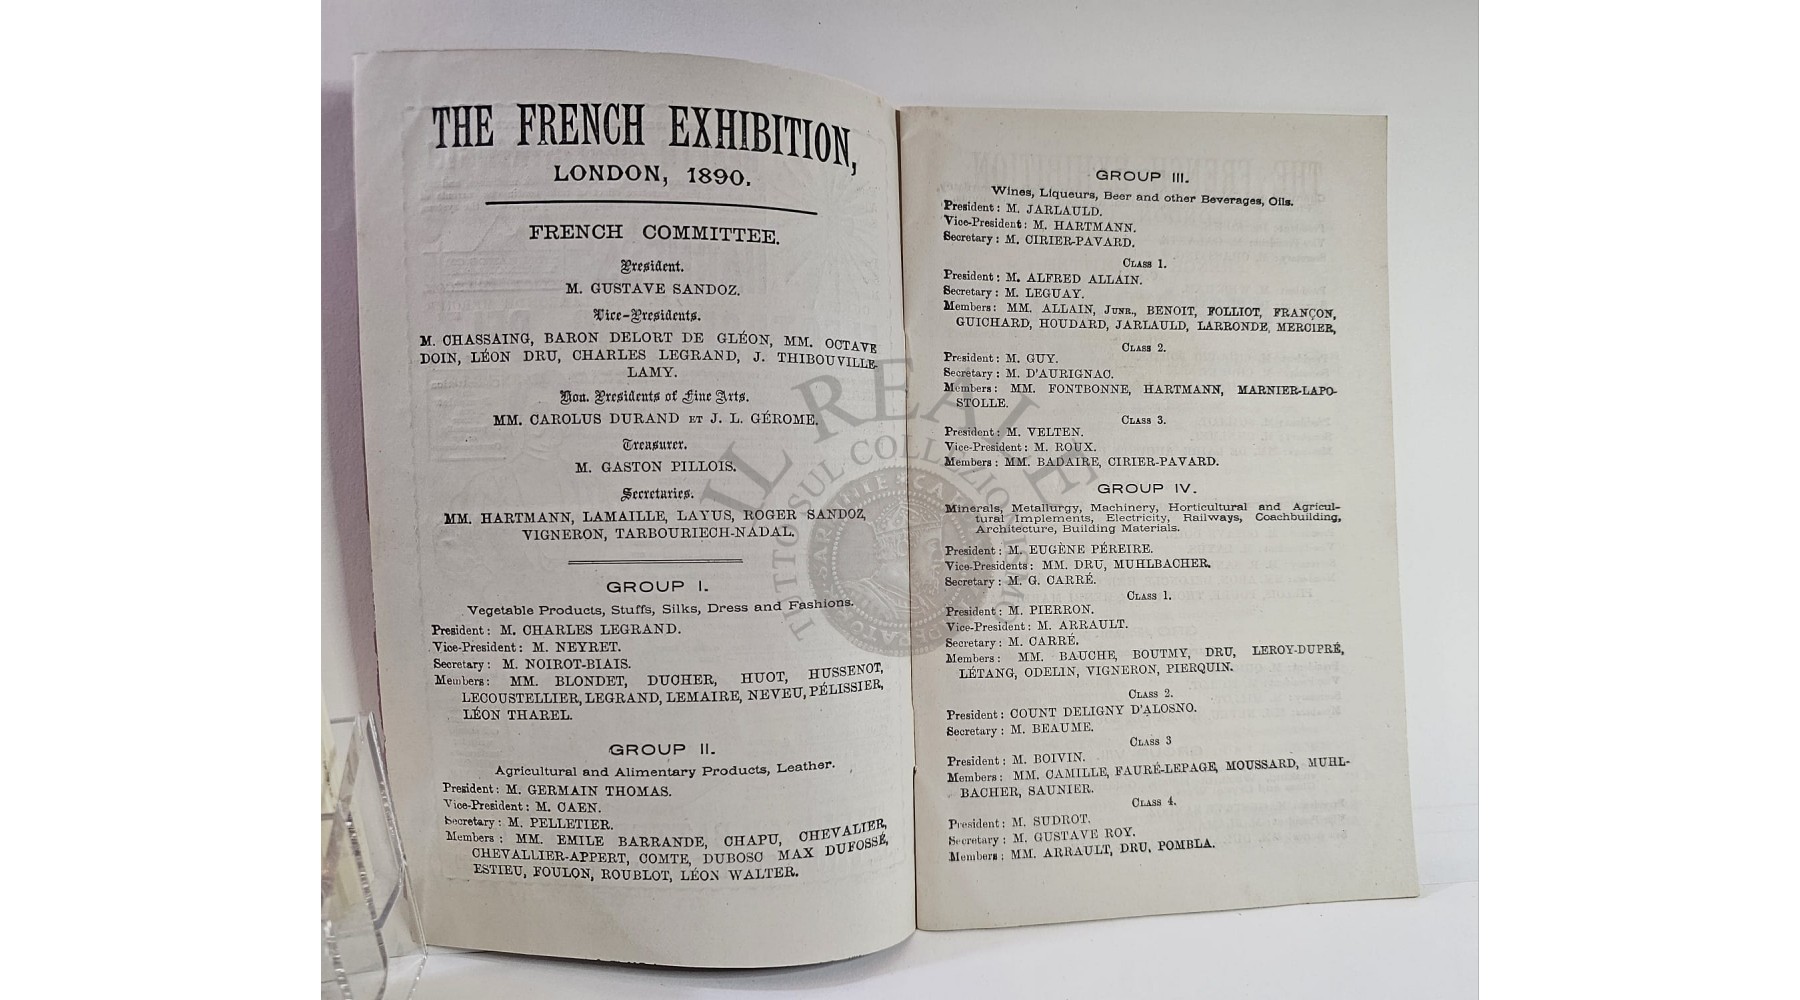 THE FRENCH EXHIBITION,
LONDON, 1890.
FRENCH COMMITTEE.
President.
M. GUSTAVE SANDOZ.
Vice-Presidents.
M. CHASSAING, BARON DELORT DE GLÉON, MM. OCTAVE
DOIN, LÉON DRU, CHARLES LEGRAND, J. THIBOUVILLE-
LAMY.
Hon. Presidents of Fine Arts.
MM. CAROLUS DURAND ET J. L. GÉROME.
Treasurer.
M. GASTON PILLOIS.
Secretaries.
MM. HARTMANN, LAMAILLE, LAYUS, ROGER SANDOZ,
VIGNERON, TARBOURIECH-NADAL.
GROUP I.
Vegetable Products, Stuffs, Silks, Dress and Fashions.
President: M. CHARLES LEGRAND.
Vice-President: M. NEYRET.
Secretary: M. NOIROT-BIAIS.
Members: MM. BLONDET, DUCHER, HUOT, HUSSENOT,
LECOUSTELLIER, LEGRAND, LEMAIRE, NEVEU, PÉLISSIER,
LÉON THAREL.
GROUP II.
Agricultural and Alimentary Products, Leather.
President: M. GERMAIN THOMAS.
Vice-President: M. CAEN.
Secretary: M. PELLETIER.
Members: MM. EMILE BARRANDE, CHAPU, CHEVALIER,
CHEVALLIER-APPERT, COMTE, DUBOSC MAX DUFOSSÉ,
ESTIEU, FOULON, ROUBLOT, LÉON WALTER.
GROUP III.
Wines, Liqueurs, Beer and other Beverages, Oils.
President: M. JARLAULD.
Vice-President: M. HARTMANN.
Secretary: M. CIRIER-PAVARD.
CLASS 1.
President: M. ALFRED ALLAIN.
Secretary: M. LEGUAY.
Members: MM. ALLAIN, JUNR., BENOIT, FOLLIOT, FRANÇON,
GUICHARD, HOUDARD, JARLAULD, LARRONDE, MERCIER,
CLASS 2.
President: M. GUY.
Secretary: M. D'AURIGNAC.
Members: MM. FONTBONNE, HARTMANN, MARNIER-LAPO-
STOLLE.
CLASS 3.
President: M. VELTEN.
Vice-President: M. ROUX.
Members: MM. BADAIRE, CIRIER-PAVARD.
GROUP IV.
Minerals, Metallurgy, Machinery, Horticultural and Agricul-
tural Implements, Electricity, Railways, Coachbuilding,
Architecture, Building Materials.
President: M. EUGÈNE PÉREIRE.
Vice-Presidents: MM. DRU, MUHLBACHER.
Secretary: M. G. CARRÉ.
CLASS 1.
President: M. PIERRON.
Vice-President: M. ARRAULT.
Secretary: M. CARRÉ.
Members: MM. BAUCHE, BOUTMY, DRU, LEROY-DUPRÉ,
LÉTANG, ODELIN, VIGNERON, PIERQUIN.
CLASS 2.
President: COUNT DELIGNY D'ALOSNO.
Secretary: M. BEAUME.
CLASS 3
President: M. BOIVIN.
Members: MM. CAMILLE, FAURÉ-LEPAGE, MOUSSARD, MUHL-
BACHER, SAUNIER.
CLASS 4.
President: M. SUDROT.
Secretary: M. GUSTAVE ROY.
Members: MM. ARRAULT, DRU, POMBLA.
IL REALE
TUTTO SUL COLLEZIONISMO